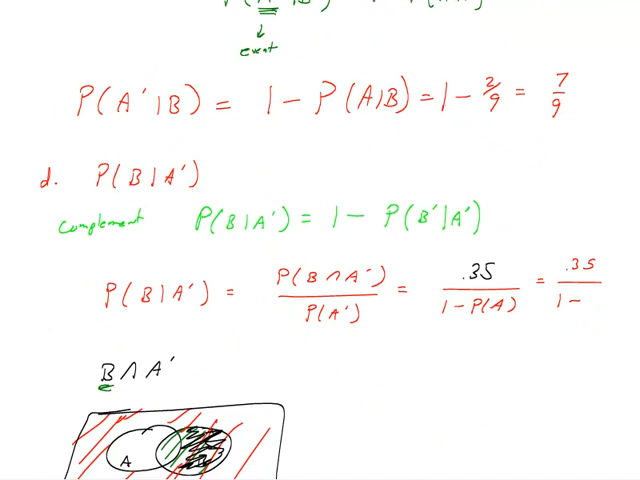 event
P(A'|B) = 1 - P(A|B) = 1 - 2/9 = 7/9
d. P(B|A')
Complement P(B|A') = 1 - P(B'|A')
P(B|A') = P(B∩A')/P(A') = .35/1-P(A) = .35/1-
B ∩ A'
A